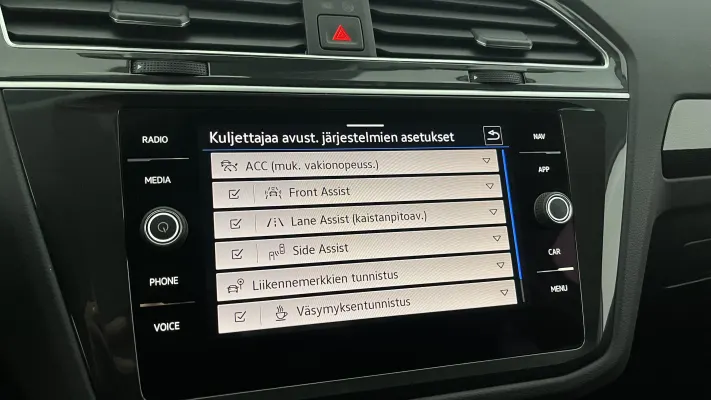 RADIO
MEDIA
PHONE
VOICE
Kuljettajaa avust. järjestelmien asetukset
ACC (muk. vakionopeuss.)
Front Assist
Lane Assist (kaistanpitoav.)
Side Assist
Liikennemerkkien tunnistus
Väsymyksentunnistus
NAV
APP
CAR
MENU